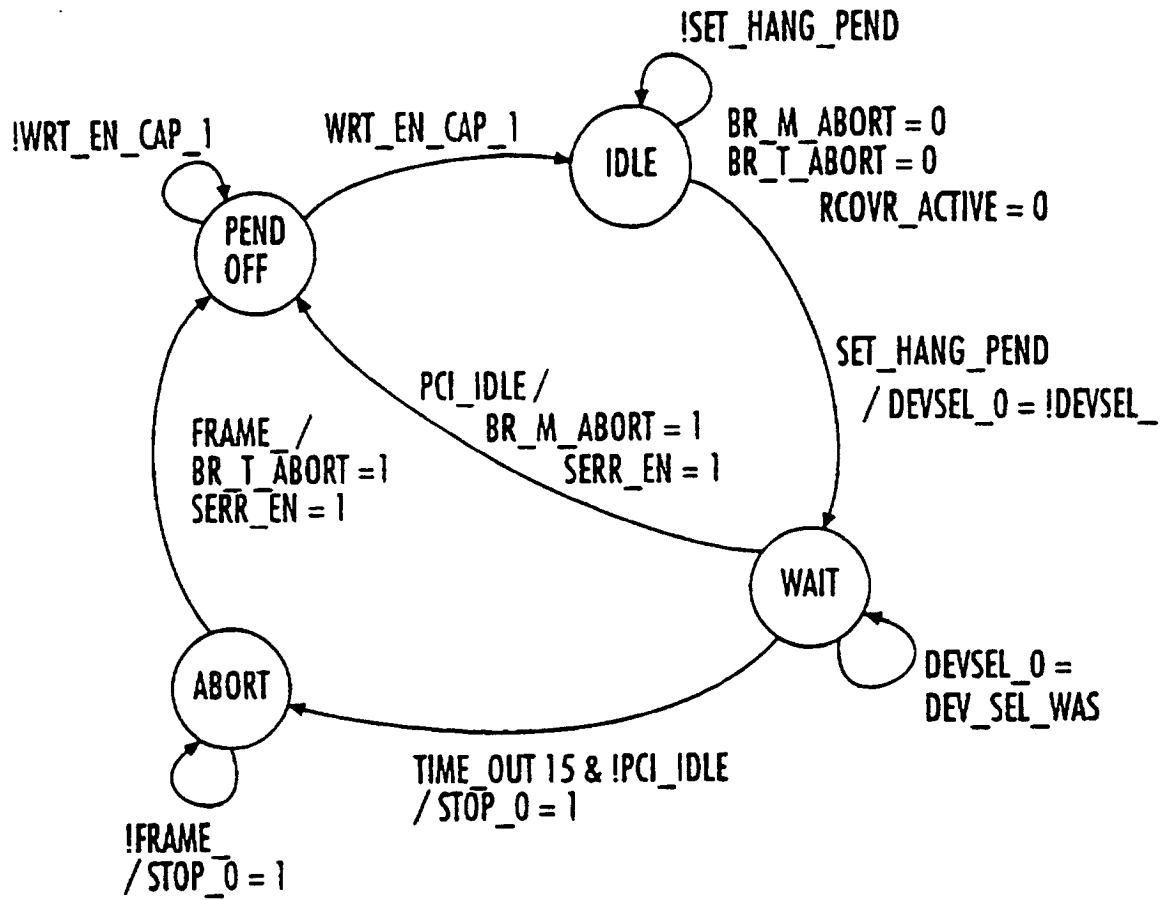 !SET_HANG_PEND
!WRT_EN_CAP_1
WRT_EN_CAP_1
IDLE
BR_M_ABORT = 0
BR_T_ABORT = 0
RCOVR_ACTIVE = 0
PEND
OFF
SET_HANG_PEND
/ DEVSEL_0 = !DEVSEL_
PCI_IDLE /
BR_M_ABORT = 1
SERR_EN = 1
FRAME_ /
BR_T_ABORT =1
SERR_EN = 1
WAIT
ABORT
DEVSEL_0 =
DEV_SEL_WAS
TIME_OUT 15 & !PCI_IDLE
/ STOP_0 = 1
!FRAME_
/ STOP_0 = 1